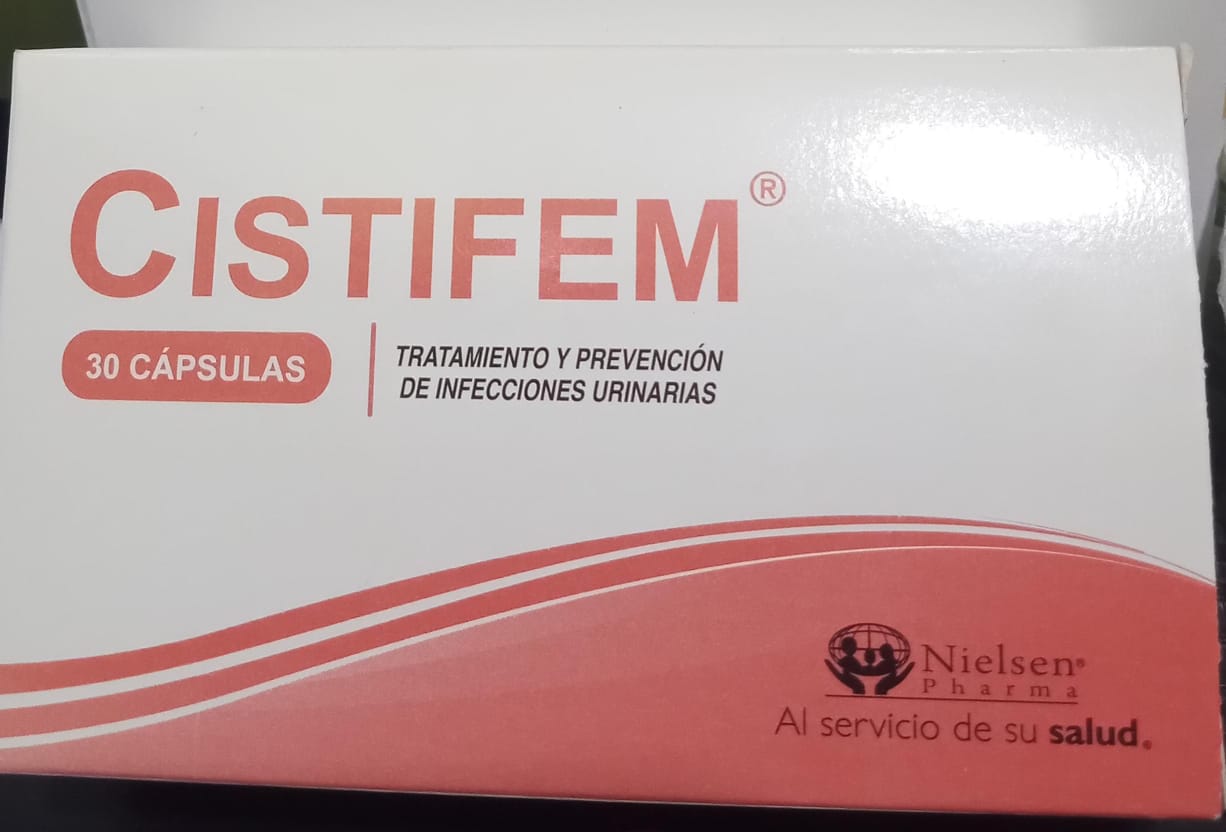 CISTIFEM®
30 CÁPSULAS
TRATAMIENTO Y PREVENCIÓN
DE INFECCIONES URINARIAS
Nielsen®
Pharma
Al servicio de su salud®